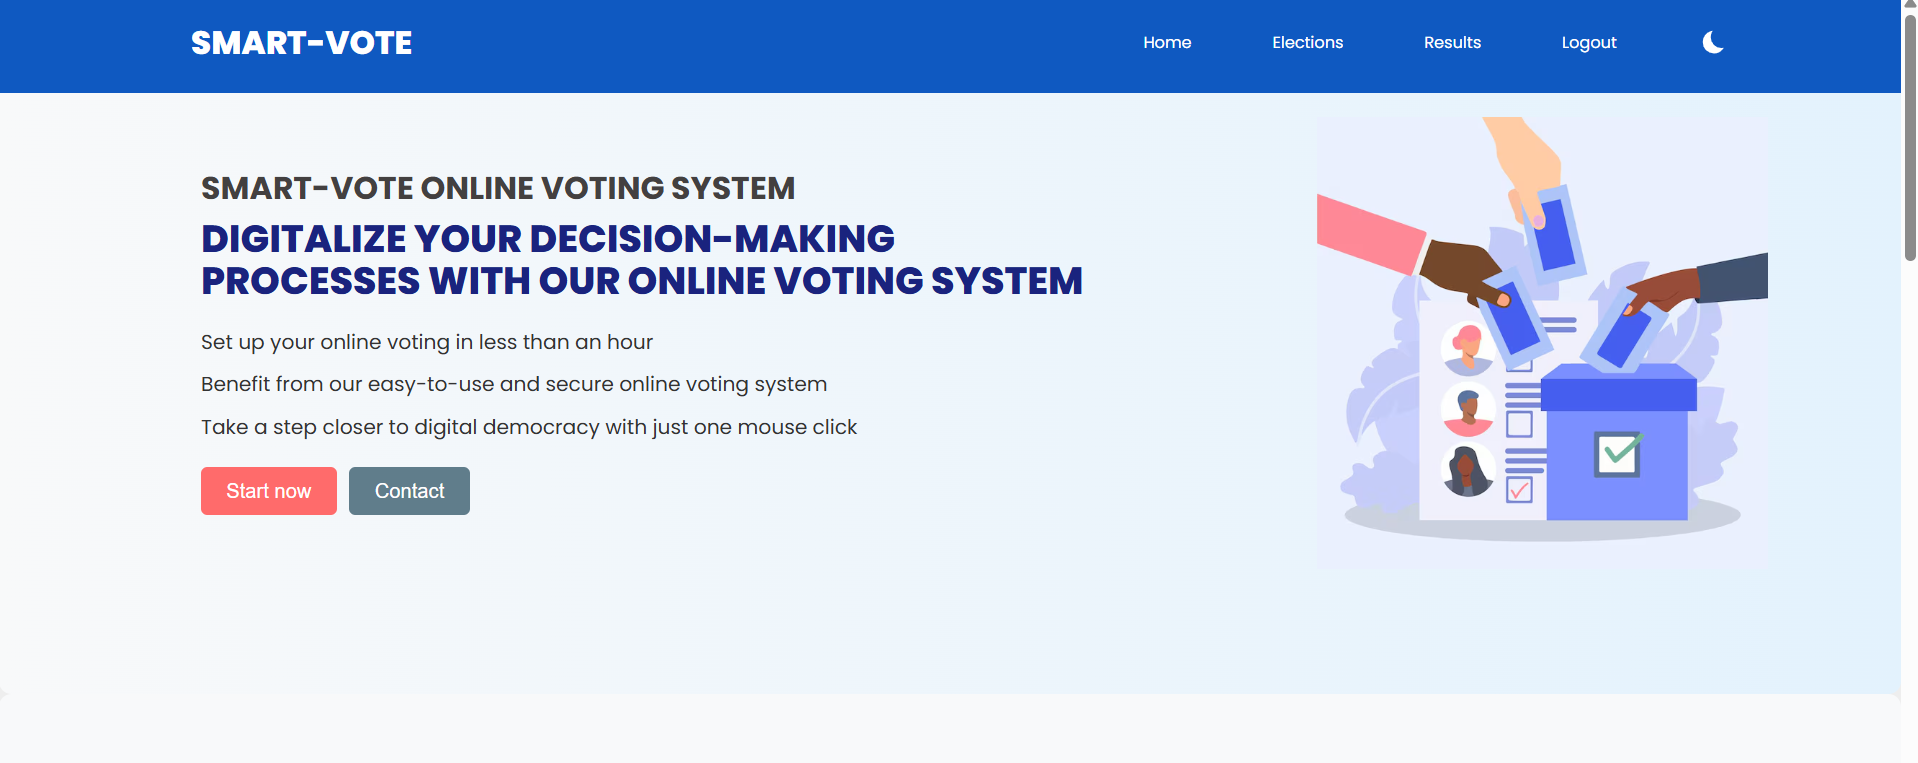 SMART-VOTE
Home Elections Results Logout
SMART-VOTE ONLINE VOTING SYSTEM
DIGITALIZE YOUR DECISION-MAKING
PROCESSES WITH OUR ONLINE VOTING SYSTEM
Set up your online voting in less than an hour
Benefit from our easy-to-use and secure online voting system
Take a step closer to digital democracy with just one mouse click
Start now Contact